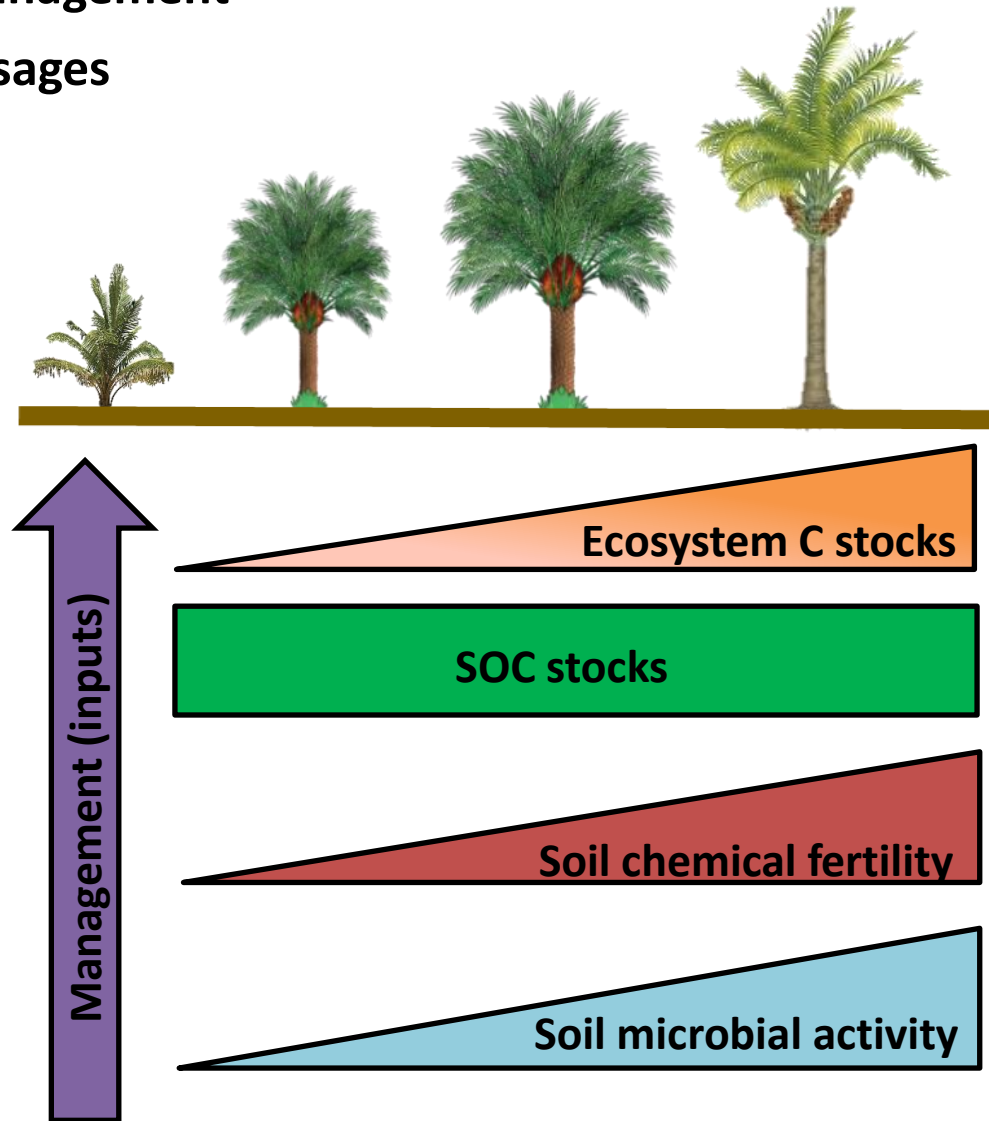 sages
Ecosystem C stocks
SOC stocks
Management (inputs)
Soil chemical fertility
Soil microbial activity